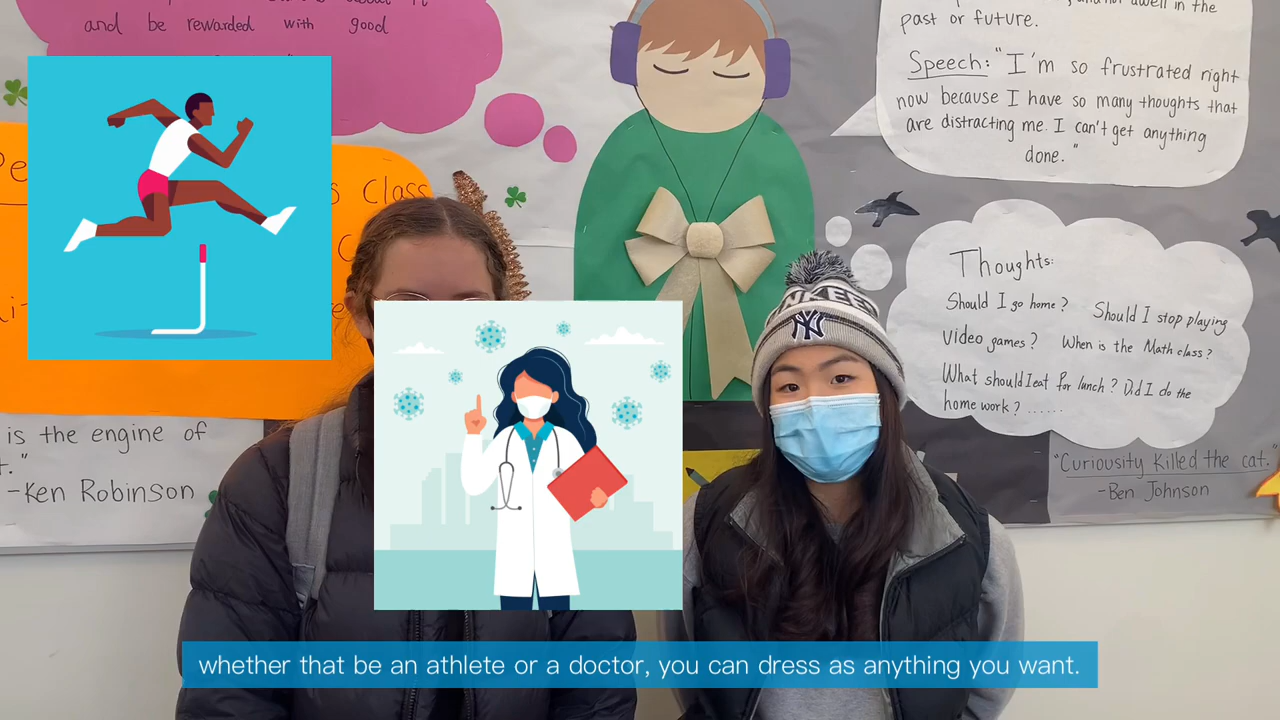 and be rewarded with good
past or future.
Speech: "I'm so frustrated right
now because I have so many thoughts that
are distracting me. I can't get anything
done."
Class
Thoughts:
Should I go home? Should I stop playing
video games? When is the Math class?
What should I eat for lunch? Did I do the
home work? ......
is the engine of
-Ken Robinson
"Curiousity Killed the cat."
-Ben Johnson
NY
whether that be an athlete or a doctor, you can dress as anything you want.